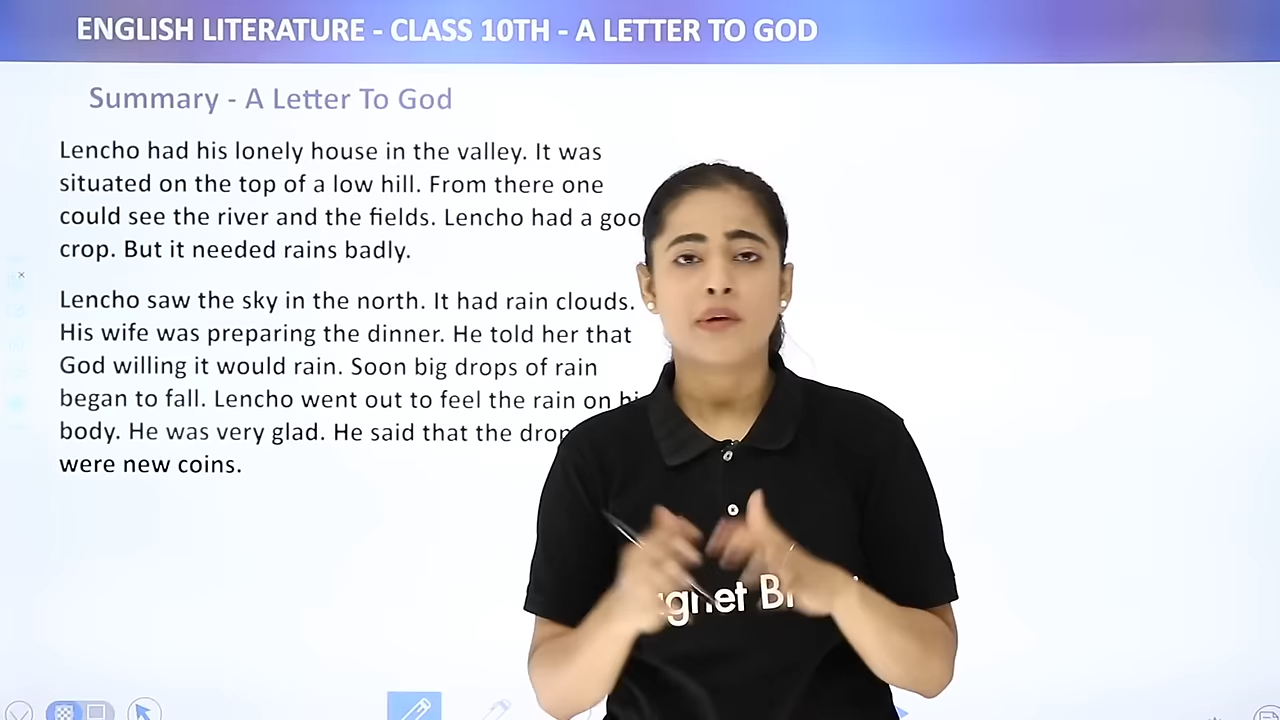 ENGLISH LITERATURE - CLASS 10TH - A LETTER TO GOD
Summary - A Letter To God
Lencho had his lonely house in the valley. It was
situated on the top of a low hill. From there one
could see the river and the fields. Lencho had a goo
crop. But it needed rains badly.
Lencho saw the sky in the north. It had rain clouds.
His wife was preparing the dinner. He told her that
God willing it would rain. Soon big drops of rain
began to fall. Lencho went out to feel the rain on hi
body. He was very glad. He said that the drop
were new coins.
gnet Br